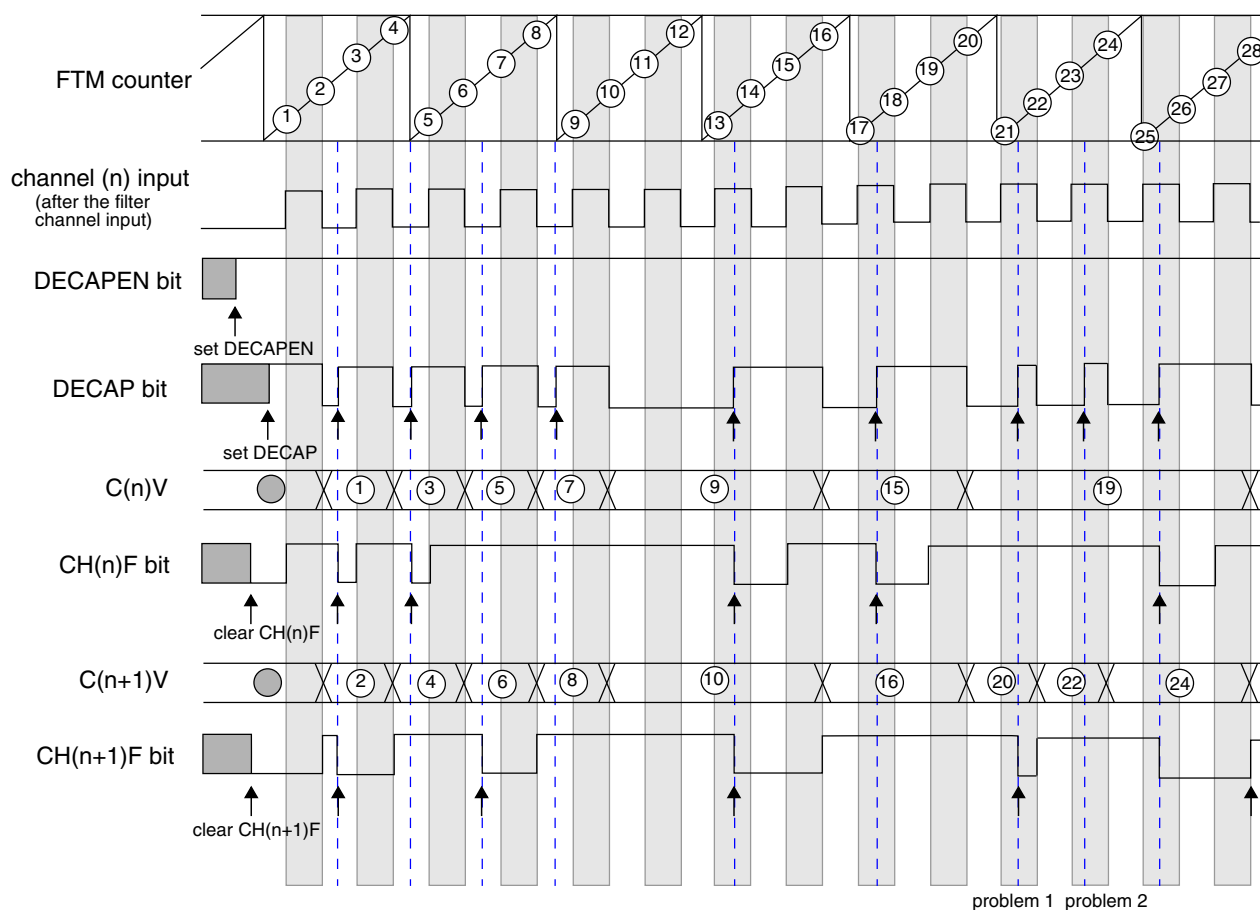 4 8 12 16 20 24 28
3 7 11 15 19 23 27
2 6 10 14 18 22 26
1 5 9 13 17 21 25
FTM counter
channel (n) input
(after the filter
channel input)
DECAPEN bit
set DECAPEN
DECAP bit
set DECAP
C(n)V
1 3 5 7 9 15 19
CH(n)F bit
clear CH(n)F
C(n+1)V
2 4 6 8 10 16 20 22 24
CH(n+1)F bit
clear CH(n+1)F
problem 1 problem 2